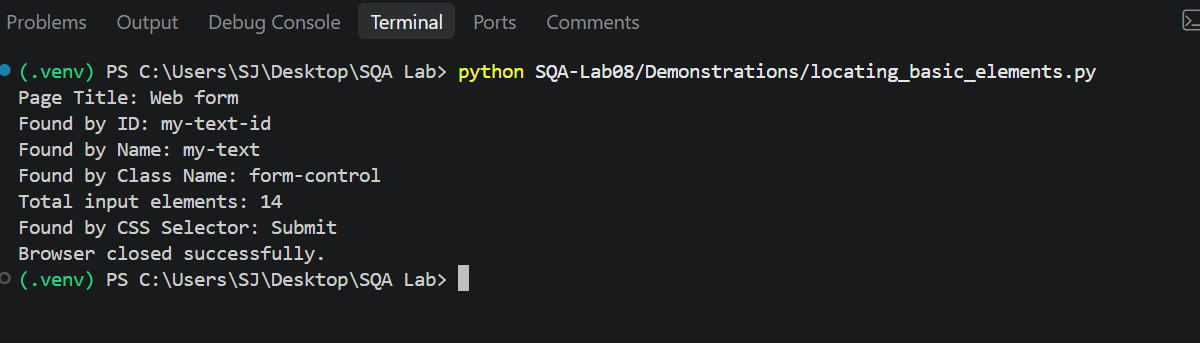 Problems Output Debug Console Terminal Ports Comments
(.venv) PS C:\Users\SJ\Desktop\SQA Lab> python SQA-Lab08/Demonstrations/locating_basic_elements.py
Page Title: Web form
Found by ID: my-text-id
Found by Name: my-text
Found by Class Name: form-control
Total input elements: 14
Found by CSS Selector: Submit
Browser closed successfully.
(.venv) PS C:\Users\SJ\Desktop\SQA Lab>